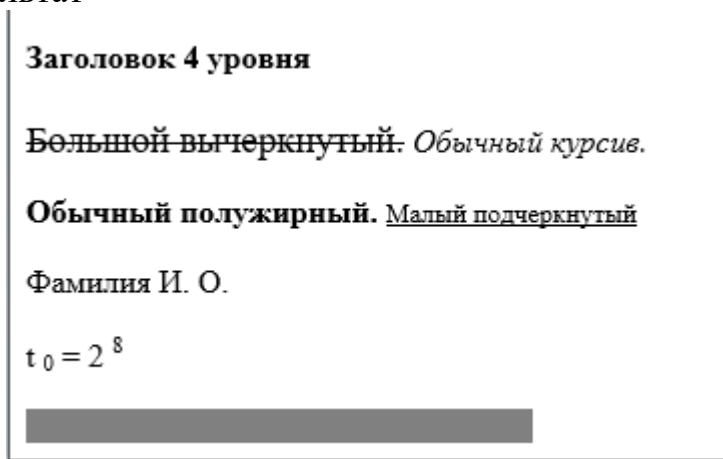 Заголовок 4 уровня
Большой вычеркнутый. Обычный курсив.
Обычный полужирный. Малый подчеркнутый
Фамилия И. О.
t 0 = 2 8